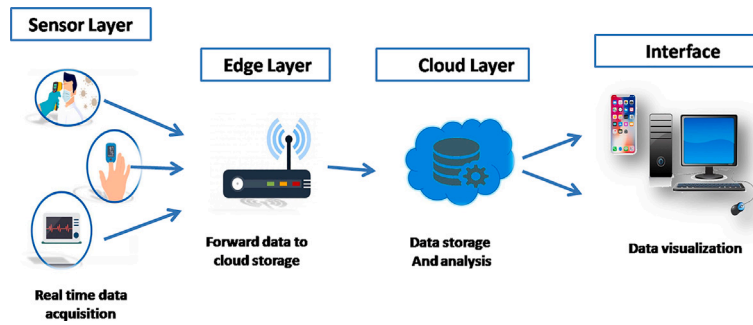 Sensor Layer
Edge Layer
Cloud Layer
Interface
Forward data to
cloud storage
Data storage
And analysis
Data visualization
Real time data
acquisition